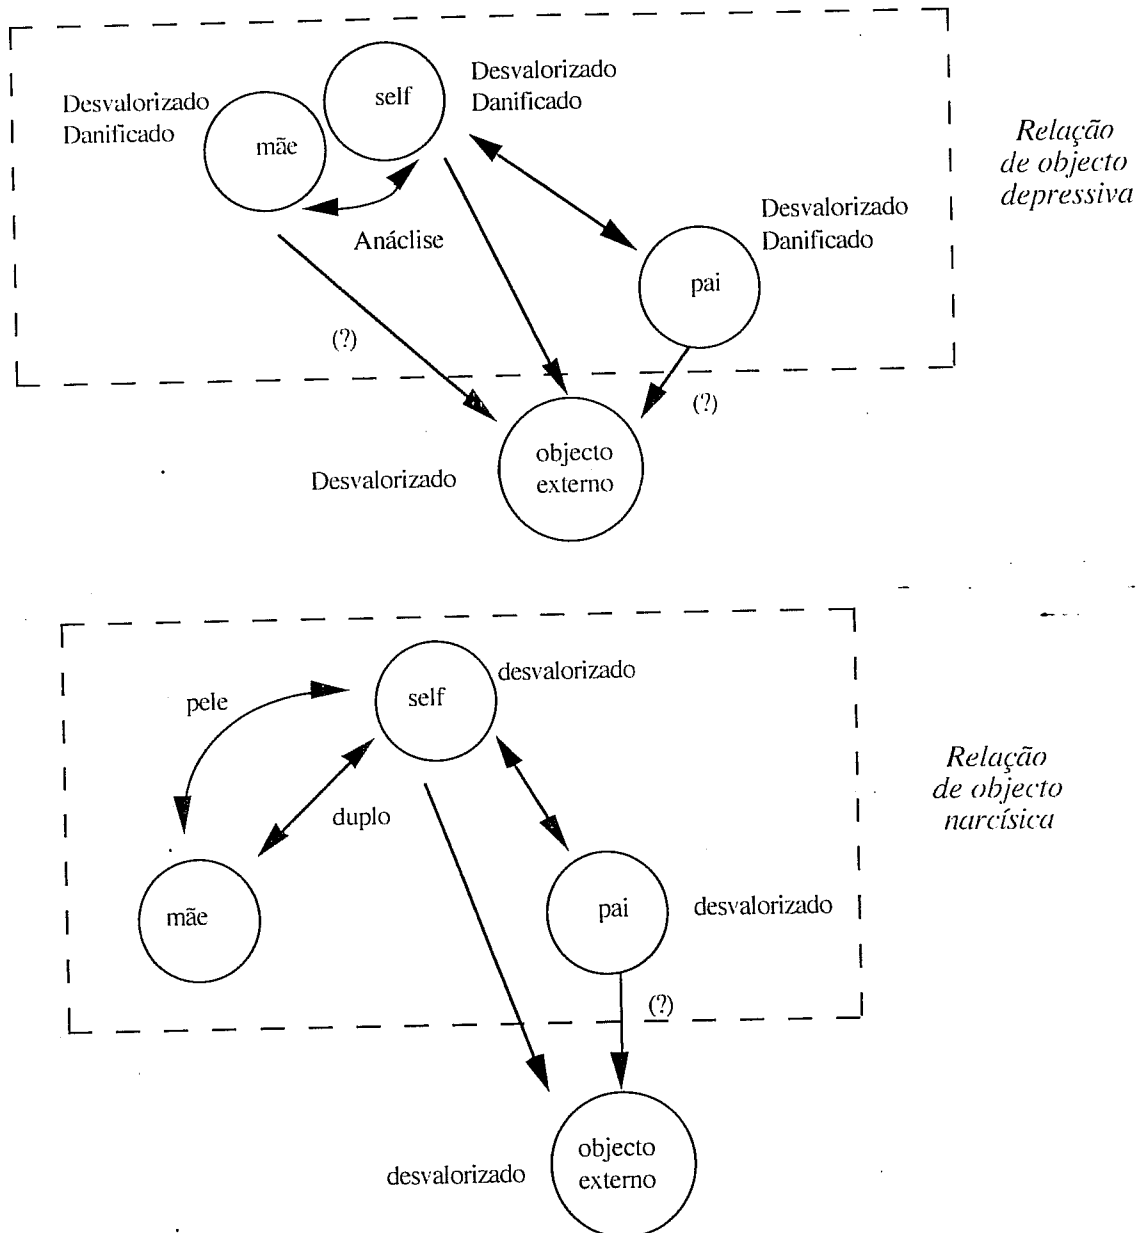 self
Desvalorizado
Danificado
Desvalorizado
Danificado
mãe
Relação
de objecto
depressiva
Desvalorizado
Danificado
Anáclise
pai
(?)
(?)
objecto
externo
Desvalorizado
self
desvalorizado
pele
duplo
Relação
de objecto
narcísica
mãe
pai
desvalorizado
(?)
objecto
externo
desvalorizado